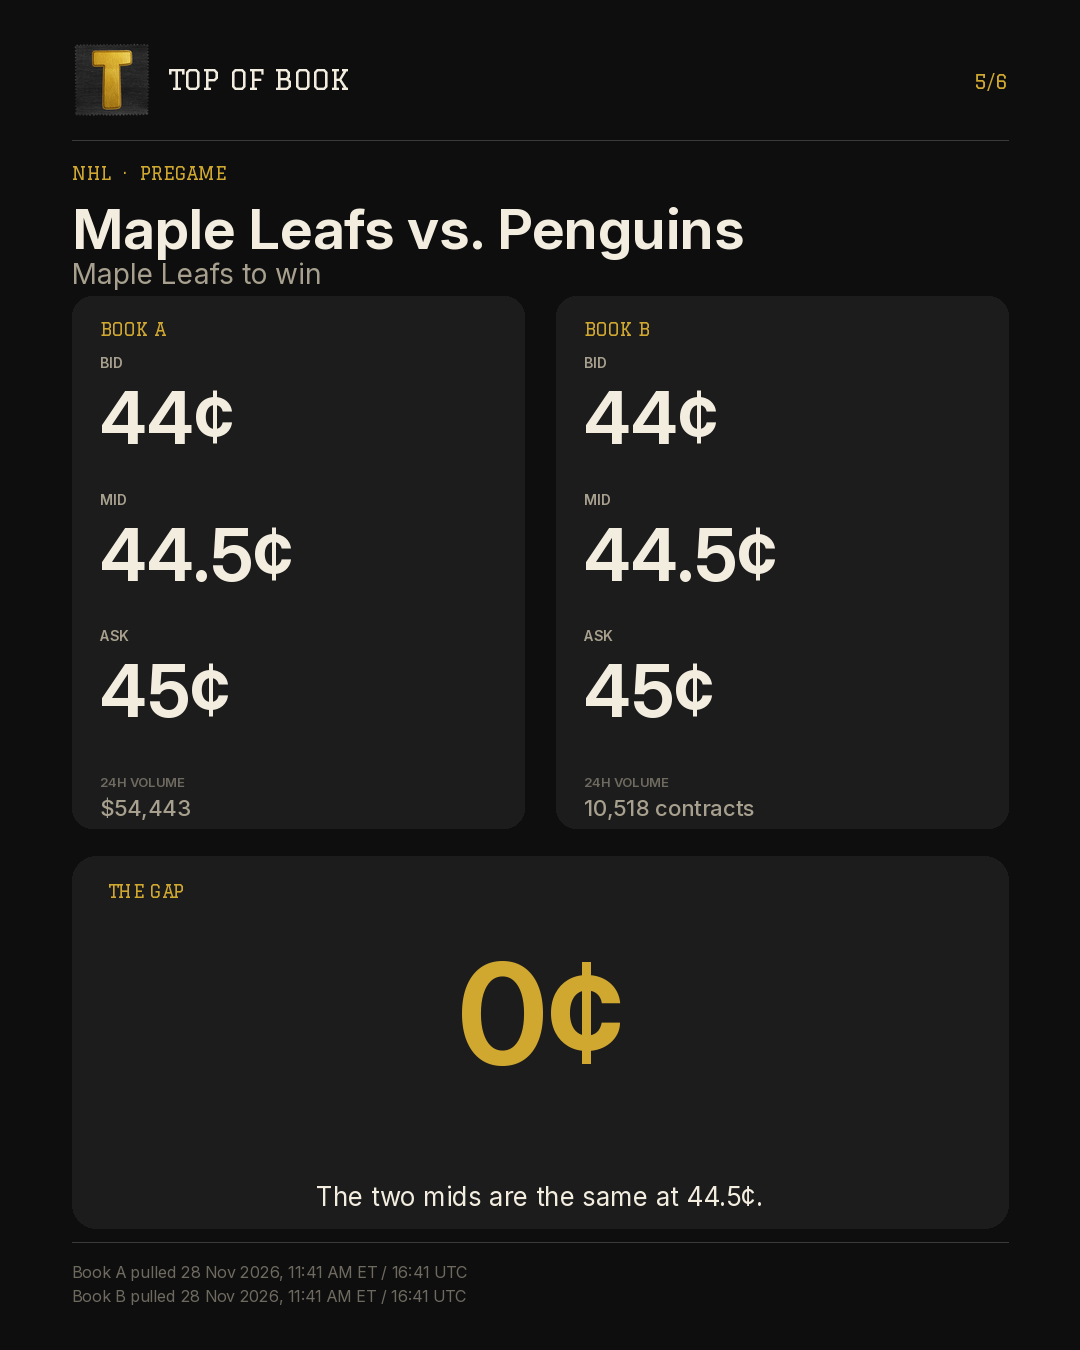 T
TOP OF BOOK
5/6
NHL · PREGAME
Maple Leafs vs. Penguins
Maple Leafs to win
BOOK A
BID
44¢
MID
44.5¢
ASK
45¢
24H VOLUME
$54,443
BOOK B
BID
44¢
MID
44.5¢
ASK
45¢
24H VOLUME
10,518 contracts
THE GAP
0¢
The two mids are the same at 44.5¢.
Book A pulled 28 Nov 2026, 11:41 AM ET / 16:41 UTC
Book B pulled 28 Nov 2026, 11:41 AM ET / 16:41 UTC